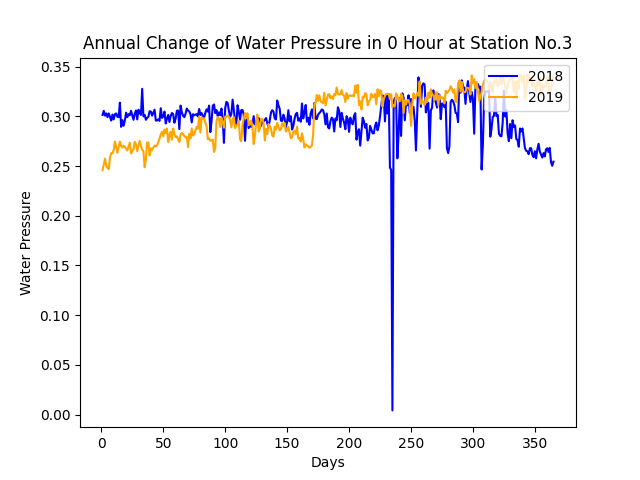 Annual Change of Water Pressure in 0 Hour at Station No.3
0.35
0.30
0.25
0.20
0.15
0.10
0.05
0.00
Water Pressure
2018
2019
0 50 100 150 200 250 300 350
Days